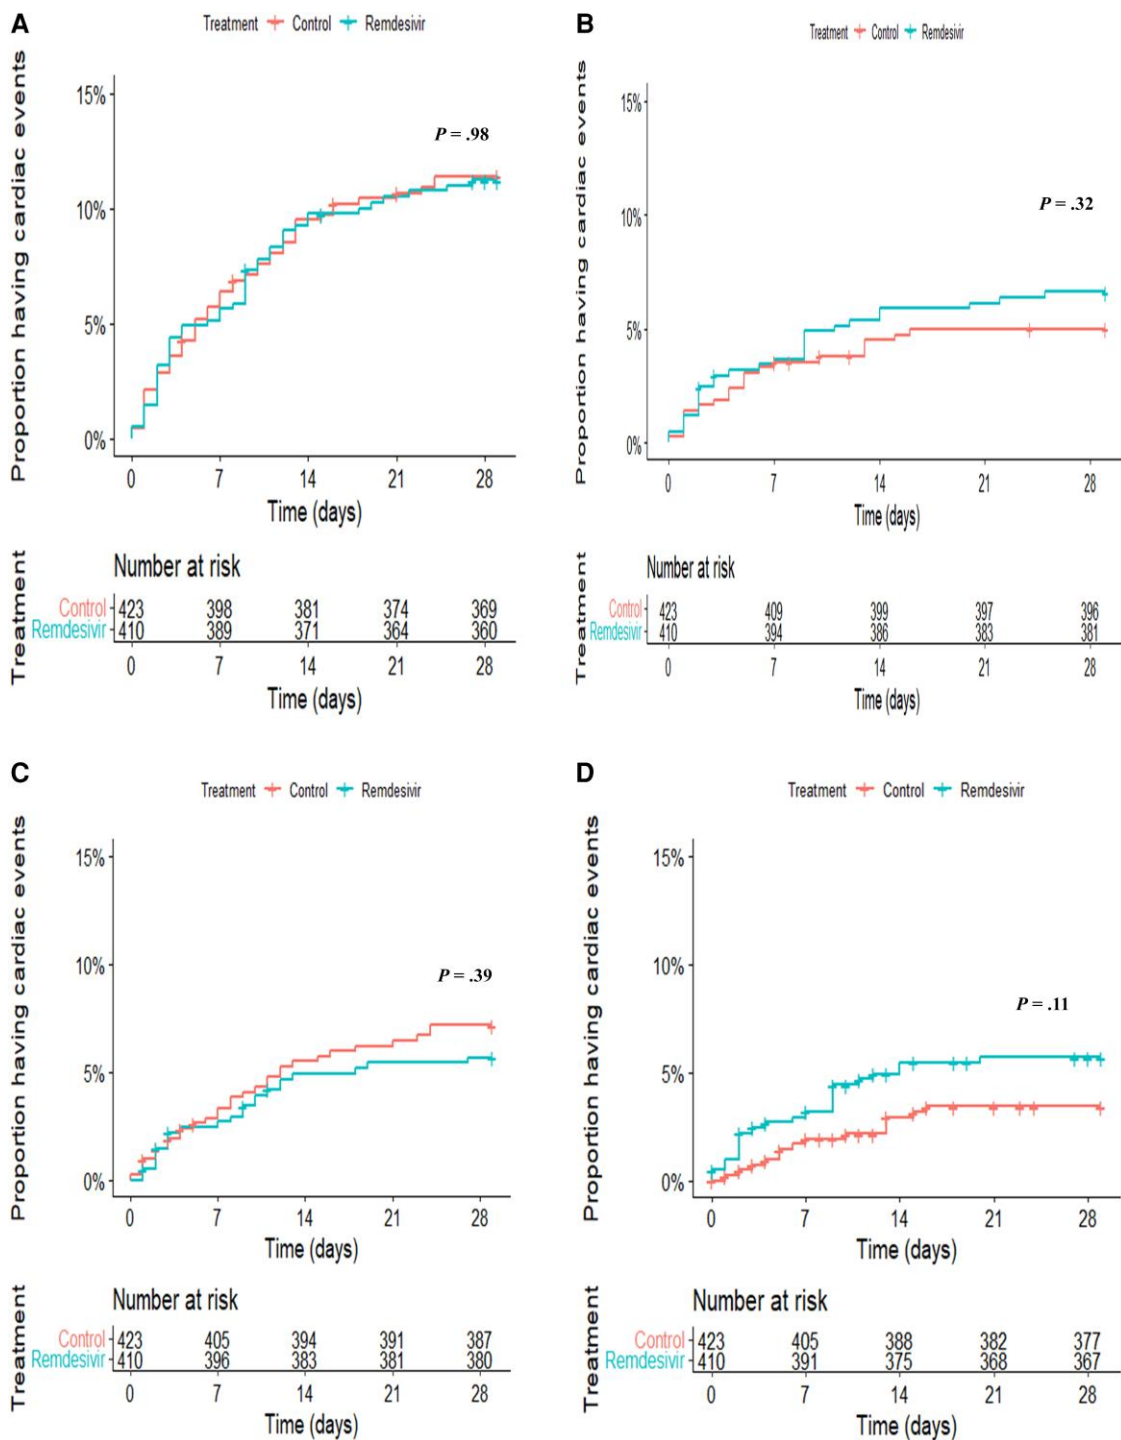 A
Treatment Control Remdesivir
Proportion having cardiac events
15%
10%
5%
0%
P = .98
0 7 14 21 28
Time (days)
Treatment
Number at risk
Control 423 398 381 374 369
Remdesivir 410 389 371 364 360
0 7 14 21 28
Time (days)
B
Treatment Control Remdesivir
Proportion having cardiac events
15%
10%
5%
0%
P = .32
0 7 14 21 28
Time (days)
Treatment
Number at risk
Control 423 409 399 397 396
Remdesivir 410 394 386 383 381
0 7 14 21 28
Time (days)
C
Treatment Control Remdesivir
Proportion having cardiac events
15%
10%
5%
0%
P = .39
0 7 14 21 28
Time (days)
Treatment
Number at risk
Control 423 405 394 391 387
Remdesivir 410 396 383 381 380
0 7 14 21 28
Time (days)
D
Treatment Control Remdesivir
Proportion having cardiac events
15%
10%
5%
0%
P = .11
0 7 14 21 28
Time (days)
Treatment
Number at risk
Control 423 405 388 382 377
Remdesivir 410 391 375 368 367
0 7 14 21 28
Time (days)